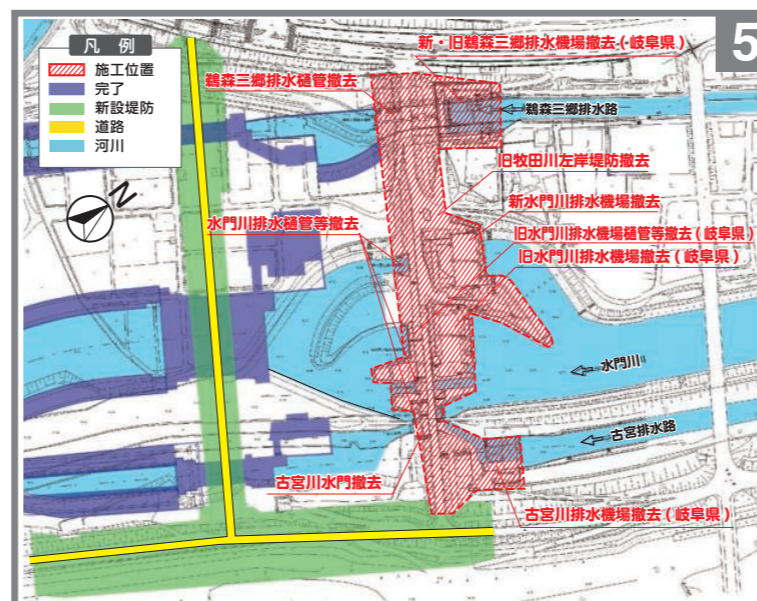 5
凡 例
施工位置
完了
新設堤防
道路
河川
N
新・旧鵜森三郷排水機場撤去（岐阜県）
鵜森三郷排水樋管撤去
鵜森三郷排水路
旧牧田川左岸堤防撤去
新水門川排水機場撤去
水門川排水樋管等撤去
旧水門川排水機場樋管等撤去（岐阜県）
旧水門川排水機場撤去（岐阜県）
水門川
古宮排水路
古宮川水門撤去
古宮川排水機場撤去（岐阜県）